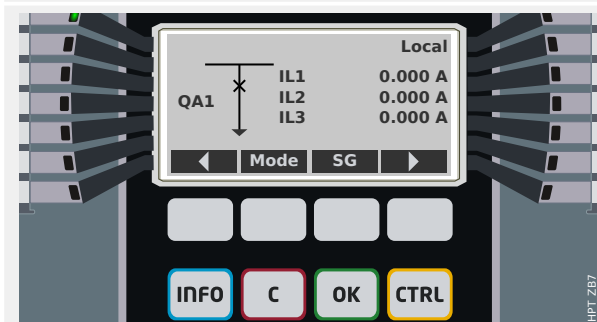 Local
IL1 0.000 A
QA1 IL2 0.000 A
IL3 0.000 A
Mode SG
INFO C OK CTRL
HPT ZB7